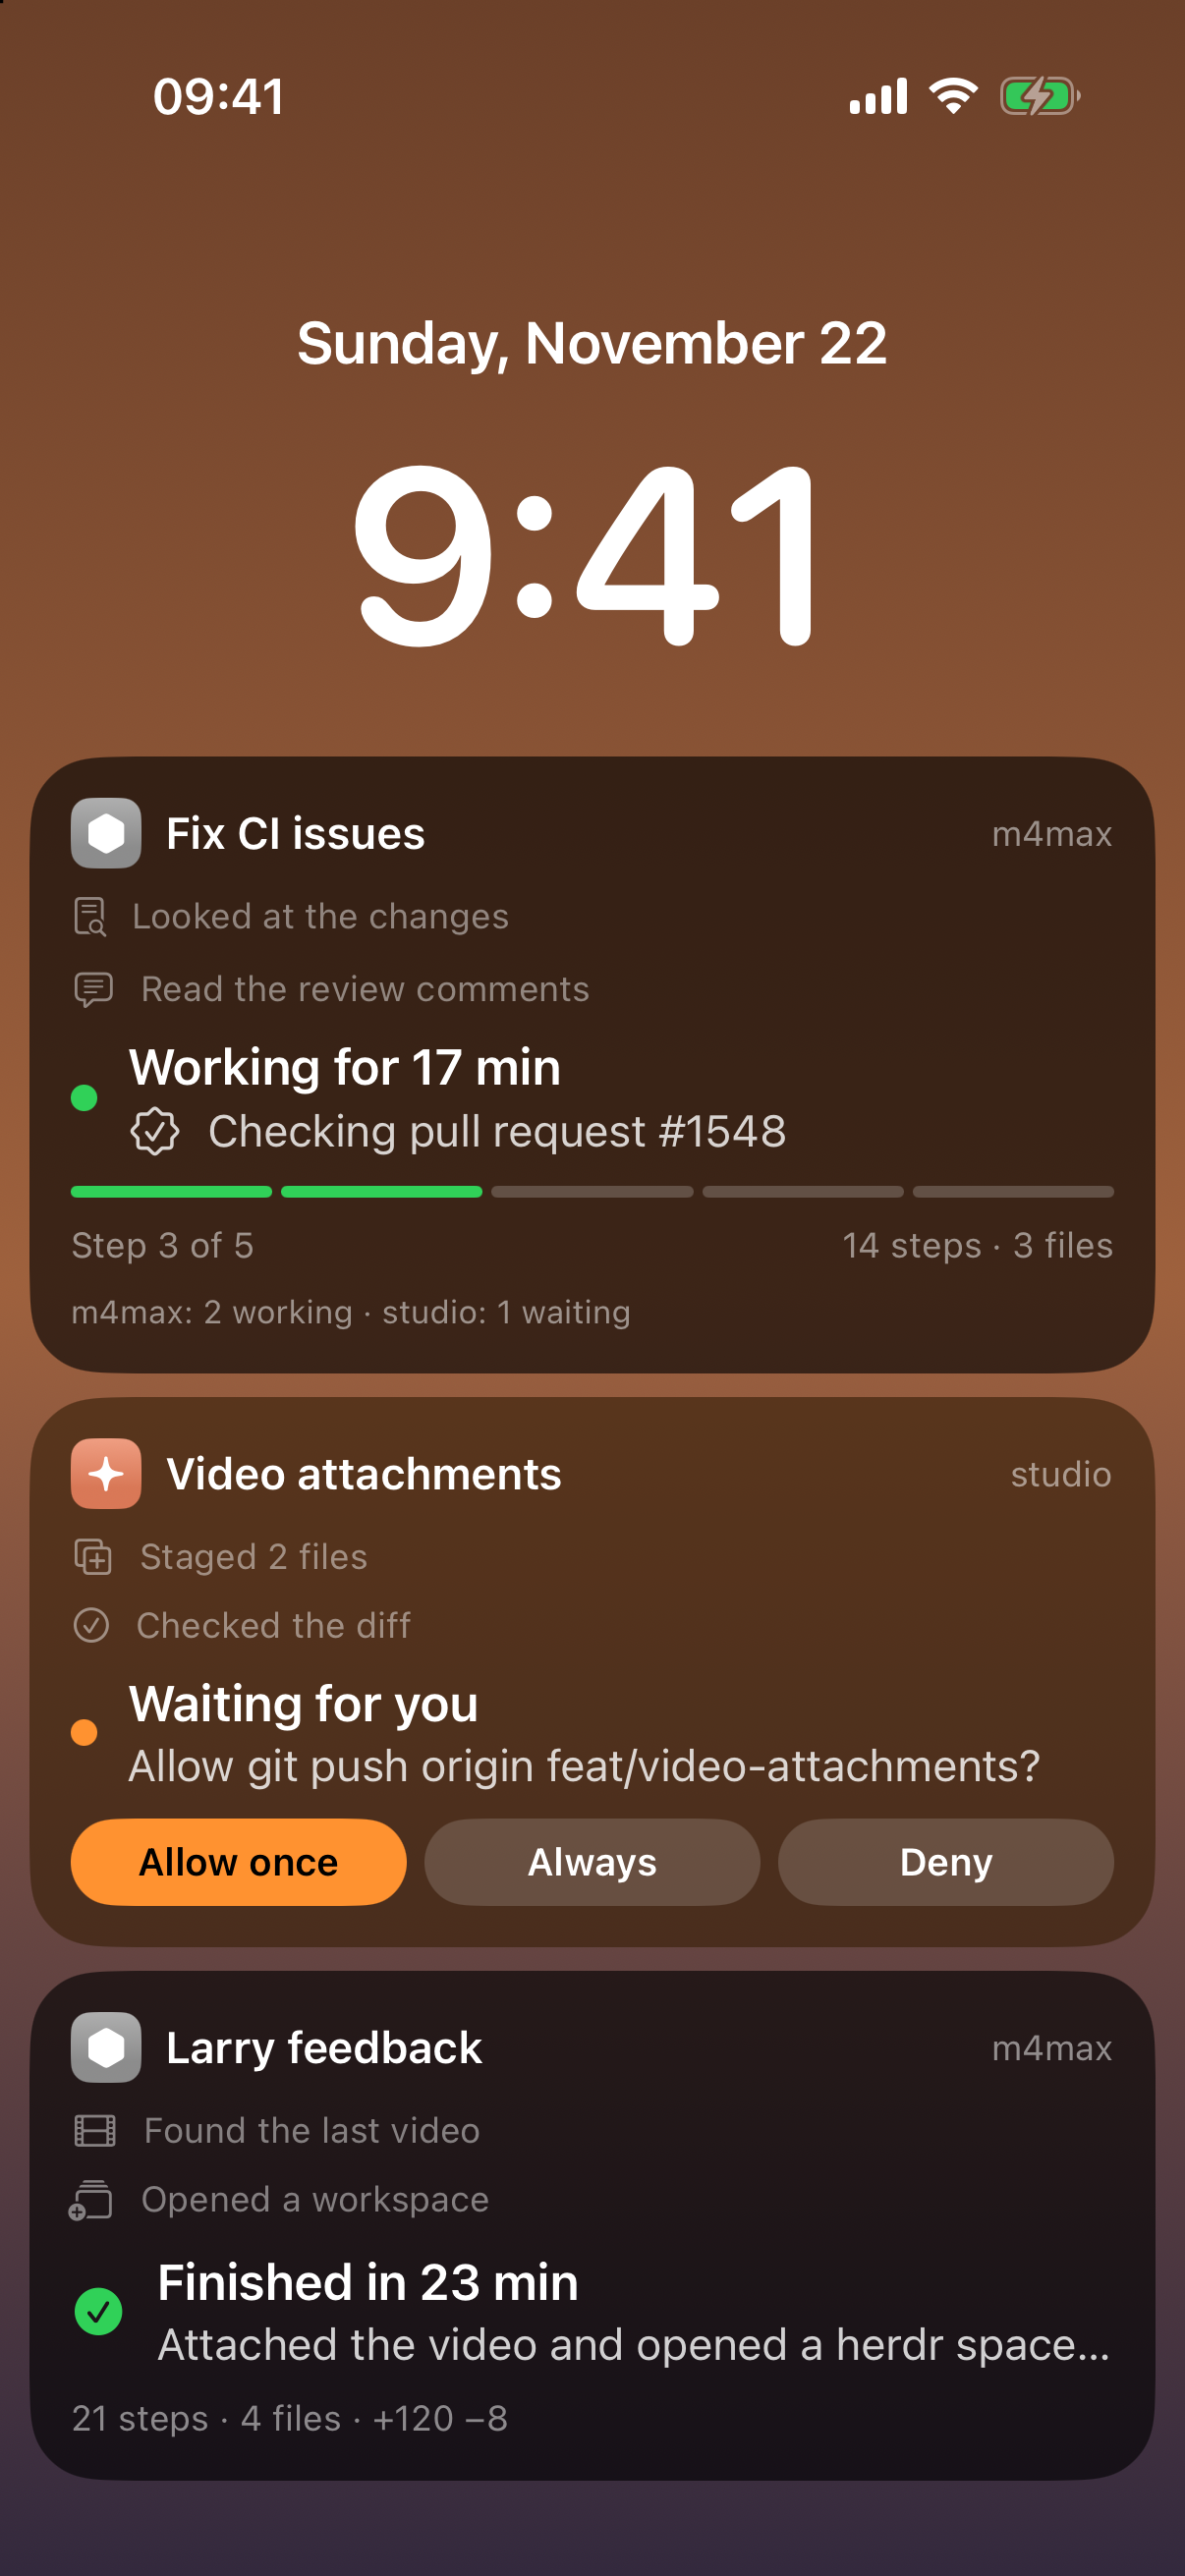 09:41
Sunday, November 22
9:41
Fix CI issues
m4max
Looked at the changes
Read the review comments
Working for 17 min
Checking pull request #1548
Step 3 of 5
14 steps · 3 files
m4max: 2 working · studio: 1 waiting
Video attachments
studio
Staged 2 files
Checked the diff
Waiting for you
Allow git push origin feat/video-attachments?
Allow once
Always
Deny
Larry feedback
m4max
Found the last video
Opened a workspace
Finished in 23 min
Attached the video and opened a herdr space...
21 steps · 4 files · +120 −8